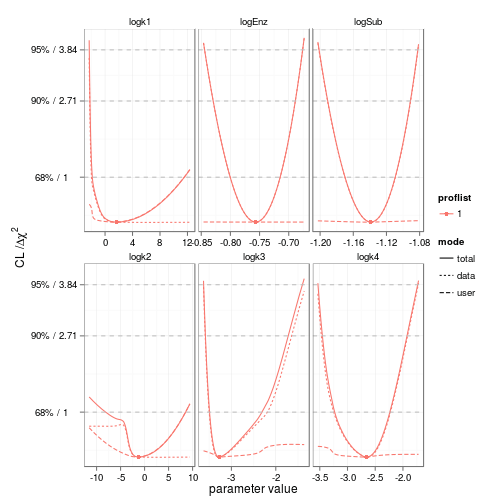 logk1 logEnz logSub
95% / 3.84
90% / 2.71
68% / 1
0 4 8 12 -0.85 -0.80 -0.75 -0.70 -1.20 -1.16 -1.12 -1.08
logk2 logk3 logk4
95% / 3.84
90% / 2.71
68% / 1
-10 -5 0 5 10 -3 -2 -3.5 -3.0 -2.5 -2.0
parameter value
CL /Δχ²
proflist
1
mode
total
data
user